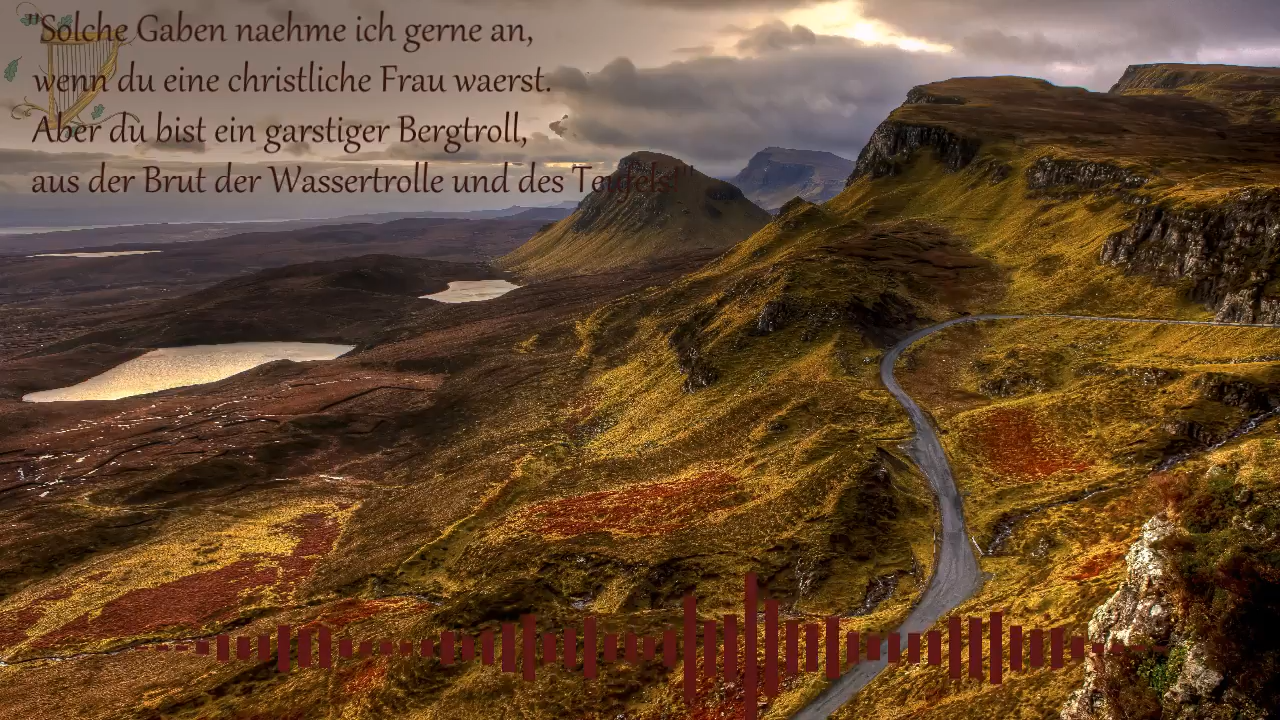 "Solche Gaben naehme ich gerne an,
wenn du eine christliche Frau waerst.
Aber du bist ein garstiger Bergtroll,
aus der Brut der Wassertrolle und des Teufels!"